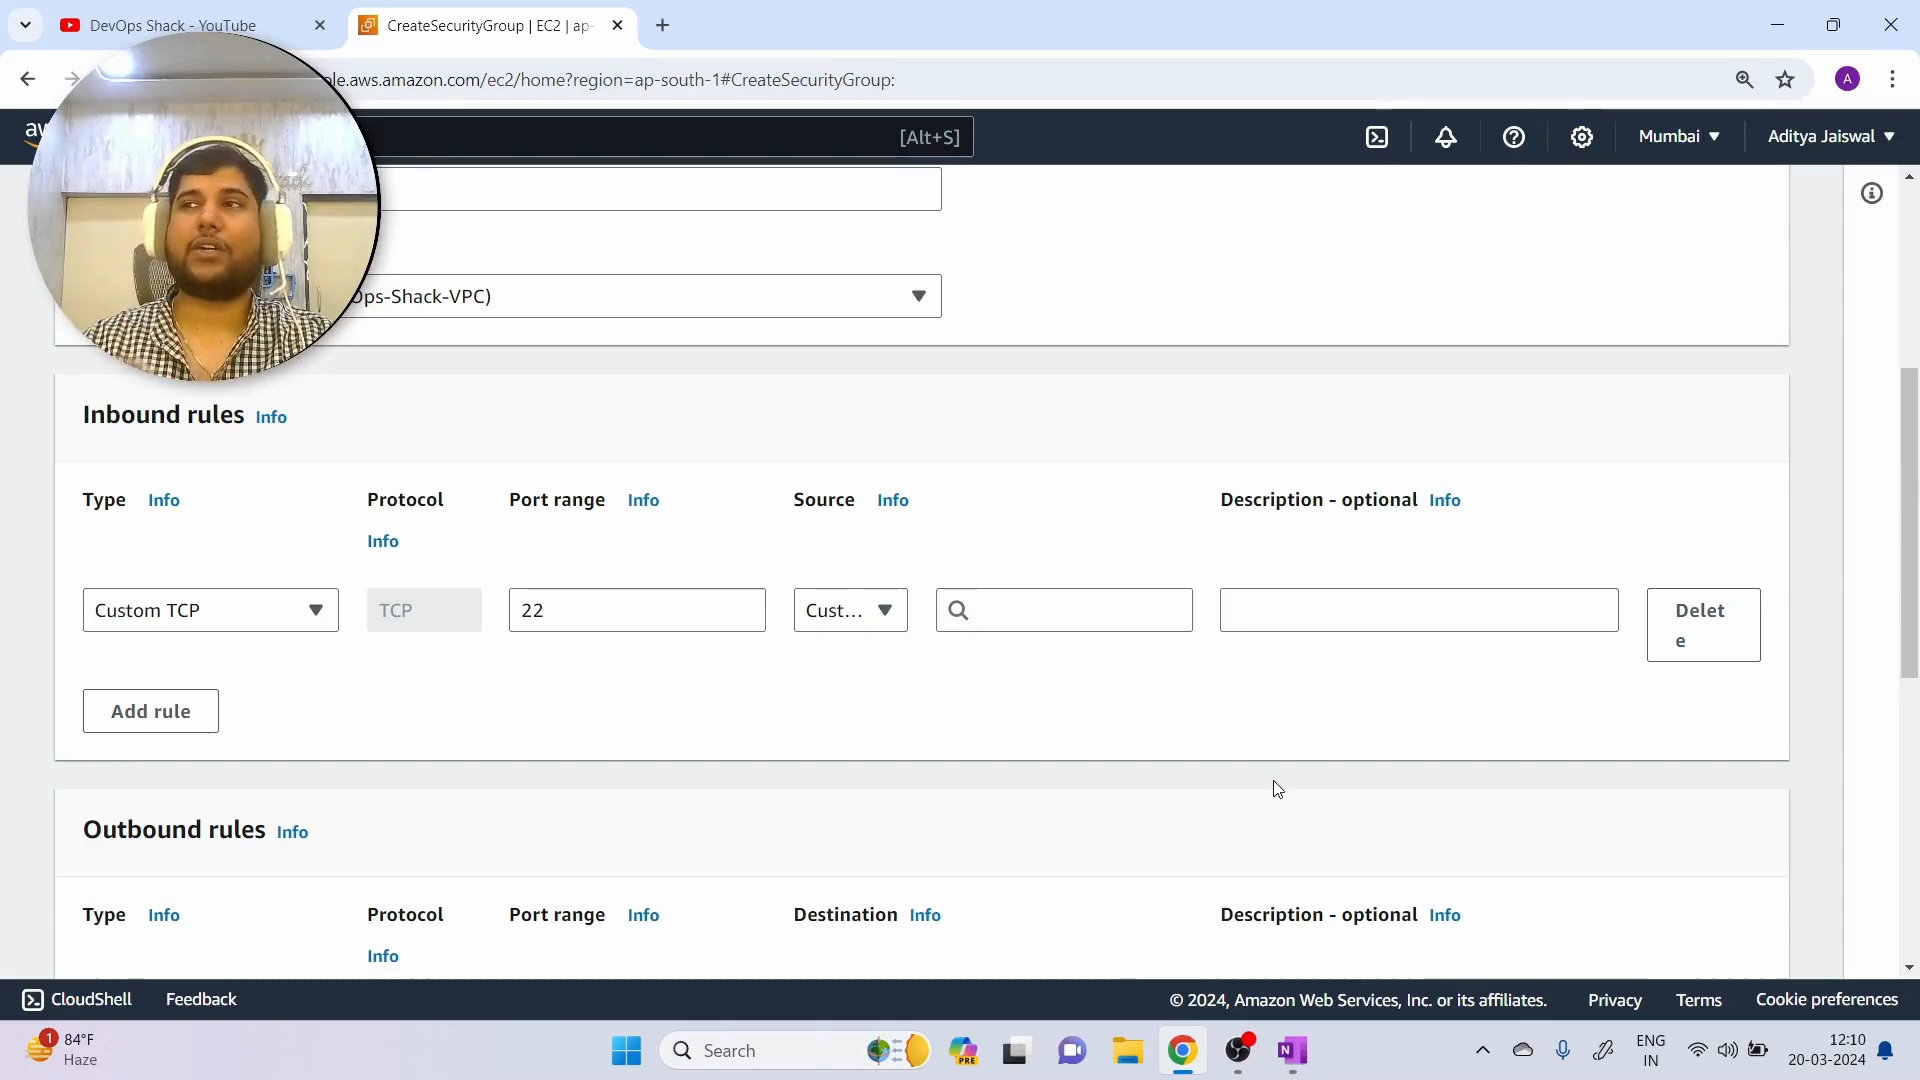 DevOps Shack - YouTube
CreateSecurityGroup | EC2 | ap-
le.aws.amazon.com/ec2/home?region=ap-south-1#CreateSecurityGroup:
A
[Alt+S]
Mumbai
Aditya Jaiswal
Ops-Shack-VPC)
Inbound rules Info
Type Info
Protocol
Info
Port range Info
Source Info
Description - optional Info
Custom TCP
TCP
22
Cust...
Delet
e
Add rule
Outbound rules Info
Type Info
Protocol
Info
Port range Info
Destination Info
Description - optional Info
CloudShell
Feedback
© 2024, Amazon Web Services, Inc. or its affiliates.
Privacy
Terms
Cookie preferences
1
84°F
Haze
Search
PRE
N
ENG
IN
12:10
20-03-2024